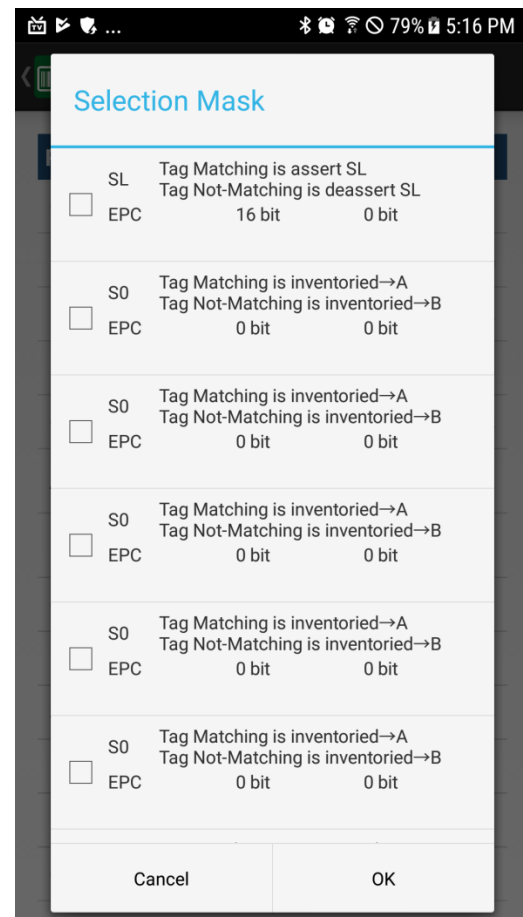 ... 79% 5:16 PM
Selection Mask
SL Tag Matching is assert SL
Tag Not-Matching is deassert SL
EPC 16 bit 0 bit
S0 Tag Matching is inventoried→A
Tag Not-Matching is inventoried→B
EPC 0 bit 0 bit
S0 Tag Matching is inventoried→A
Tag Not-Matching is inventoried→B
EPC 0 bit 0 bit
S0 Tag Matching is inventoried→A
Tag Not-Matching is inventoried→B
EPC 0 bit 0 bit
S0 Tag Matching is inventoried→A
Tag Not-Matching is inventoried→B
EPC 0 bit 0 bit
S0 Tag Matching is inventoried→A
Tag Not-Matching is inventoried→B
EPC 0 bit 0 bit
Cancel OK